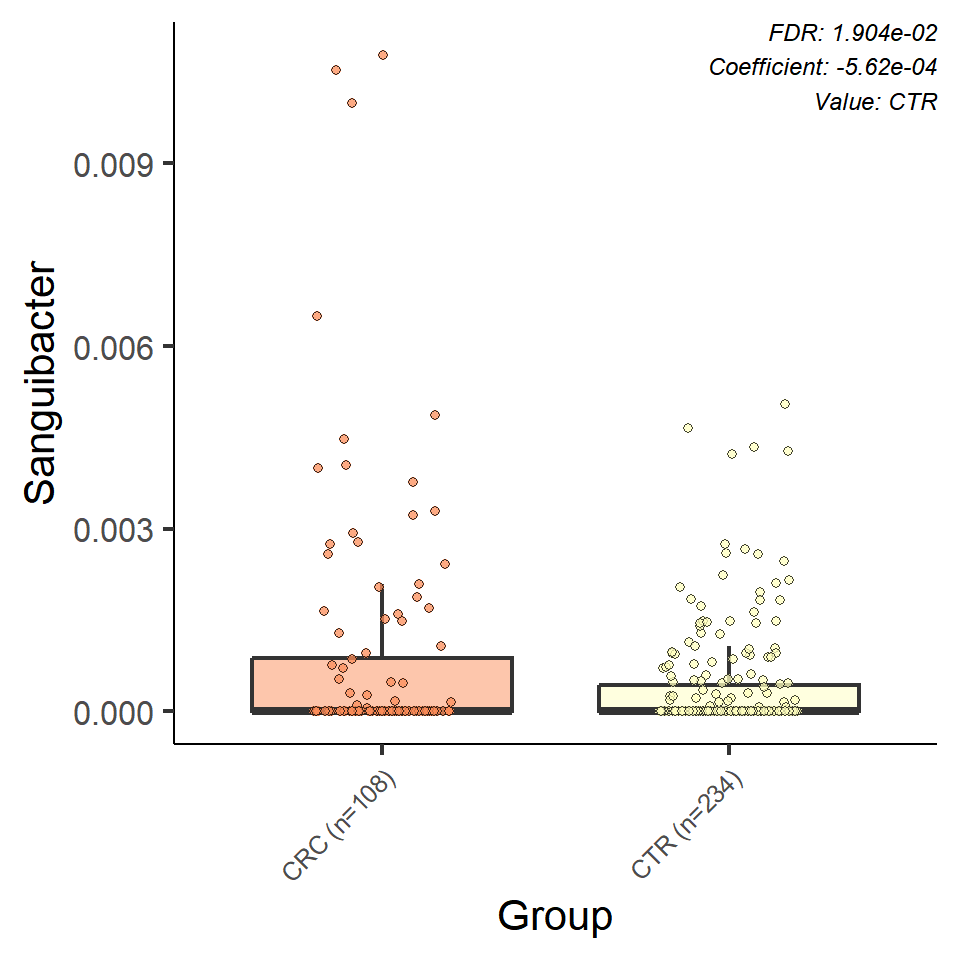 FDR: 1.904e-02
Coefficient: -5.62e-04
Value: CTR
0.009
0.006
0.003
0.000
Sanguibacter
CRC (n=108)
CTR (n=234)
Group